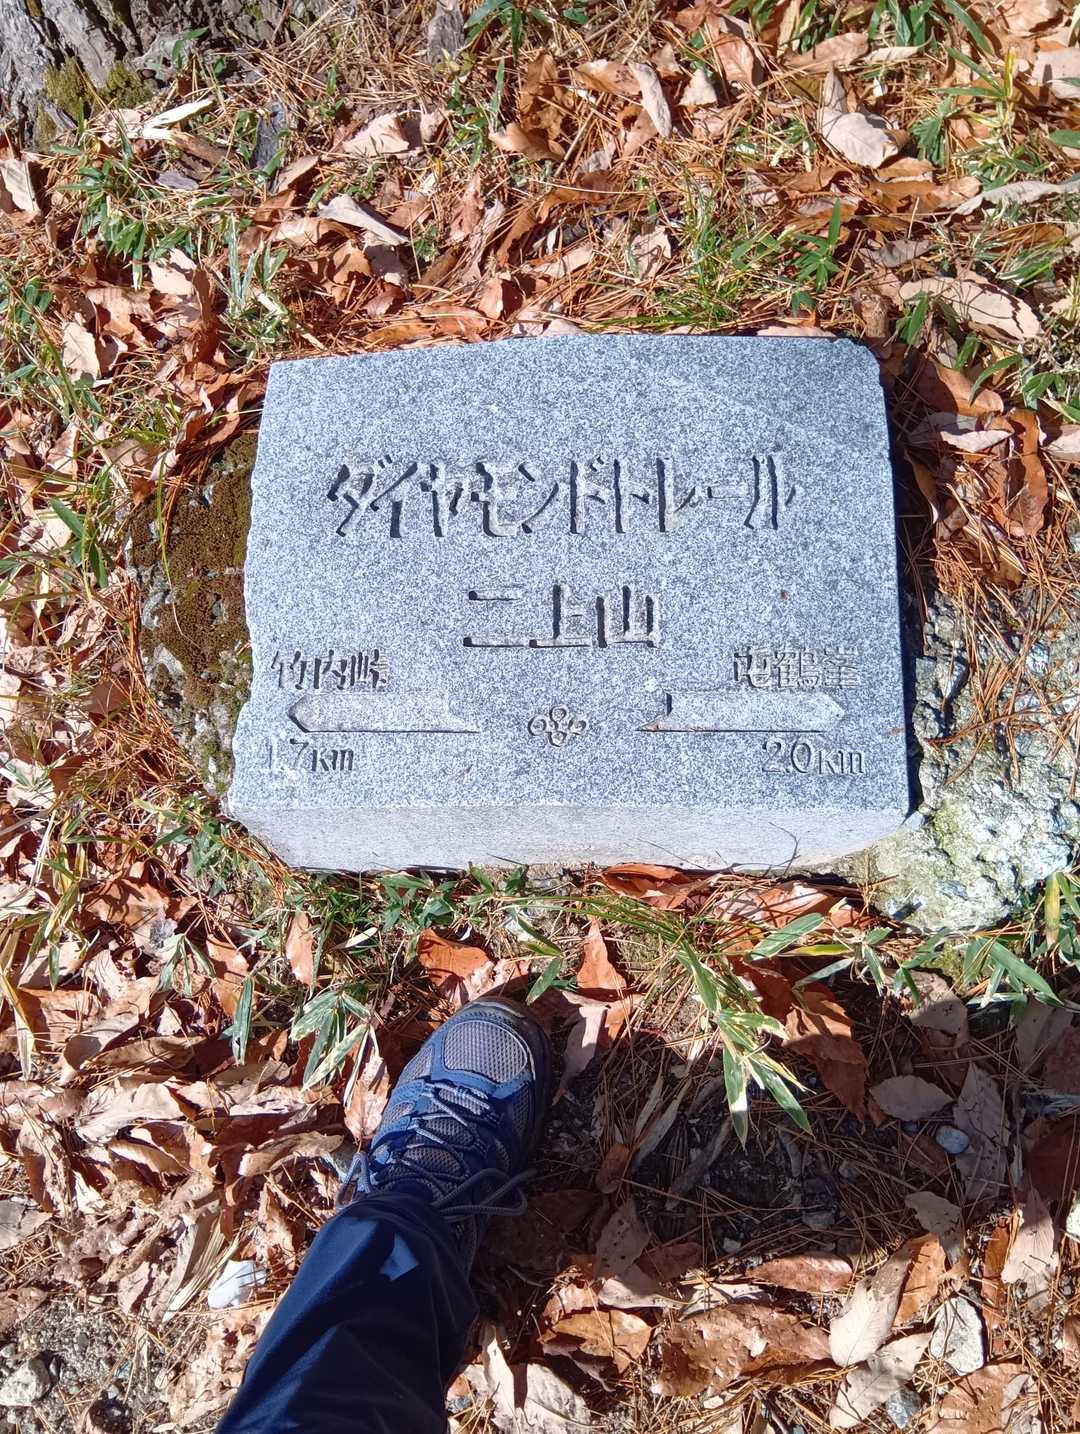 ダイヤモンドトレール
二上山
竹内峠 屯鶴峯
1.7km 2.0km